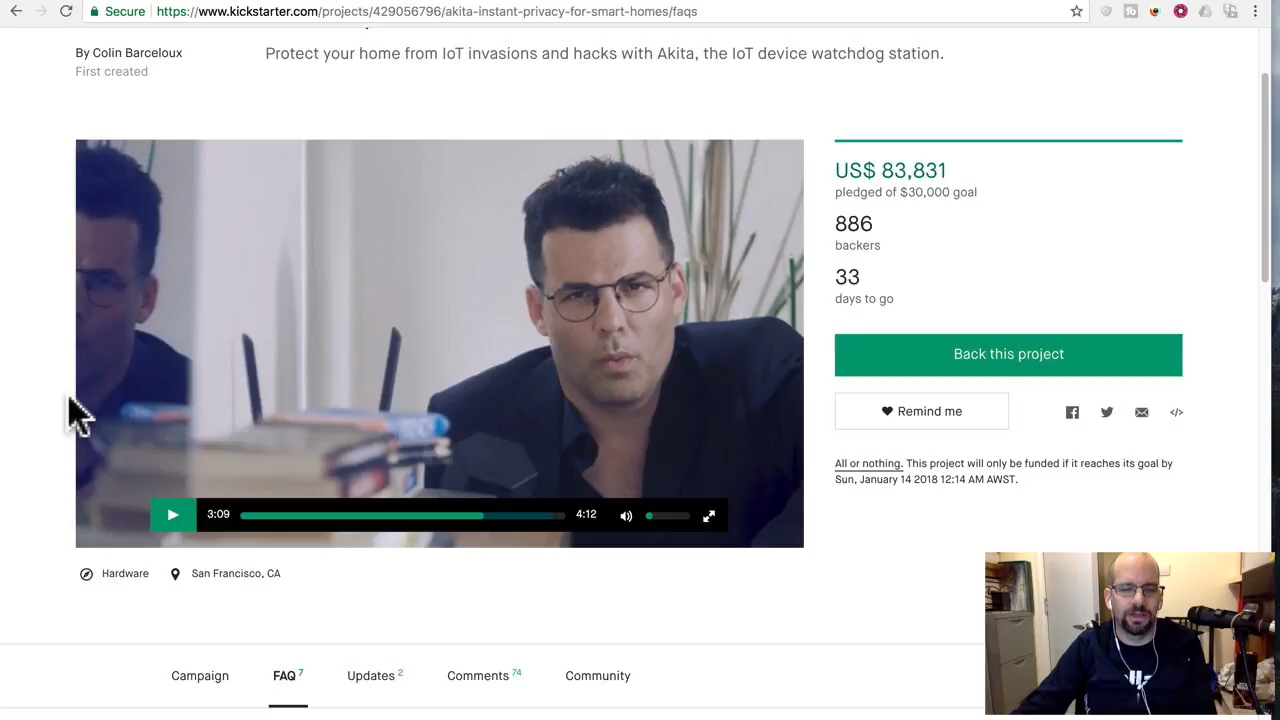 Secure https://www.kickstarter.com/projects/429056796/akita-instant-privacy-for-smart-homes/faqs
By Colin Barceloux
First created
Protect your home from IoT invasions and hacks with Akita, the IoT device watchdog station.
US$ 83,831
pledged of $30,000 goal
886
backers
33
days to go
Back this project
Remind me
All or nothing. This project will only be funded if it reaches its goal by
Sun, January 14 2018 12:14 AM AWST.
3:09
4:12
Hardware
San Francisco, CA
Campaign
FAQ 7
Updates 2
Comments 74
Community